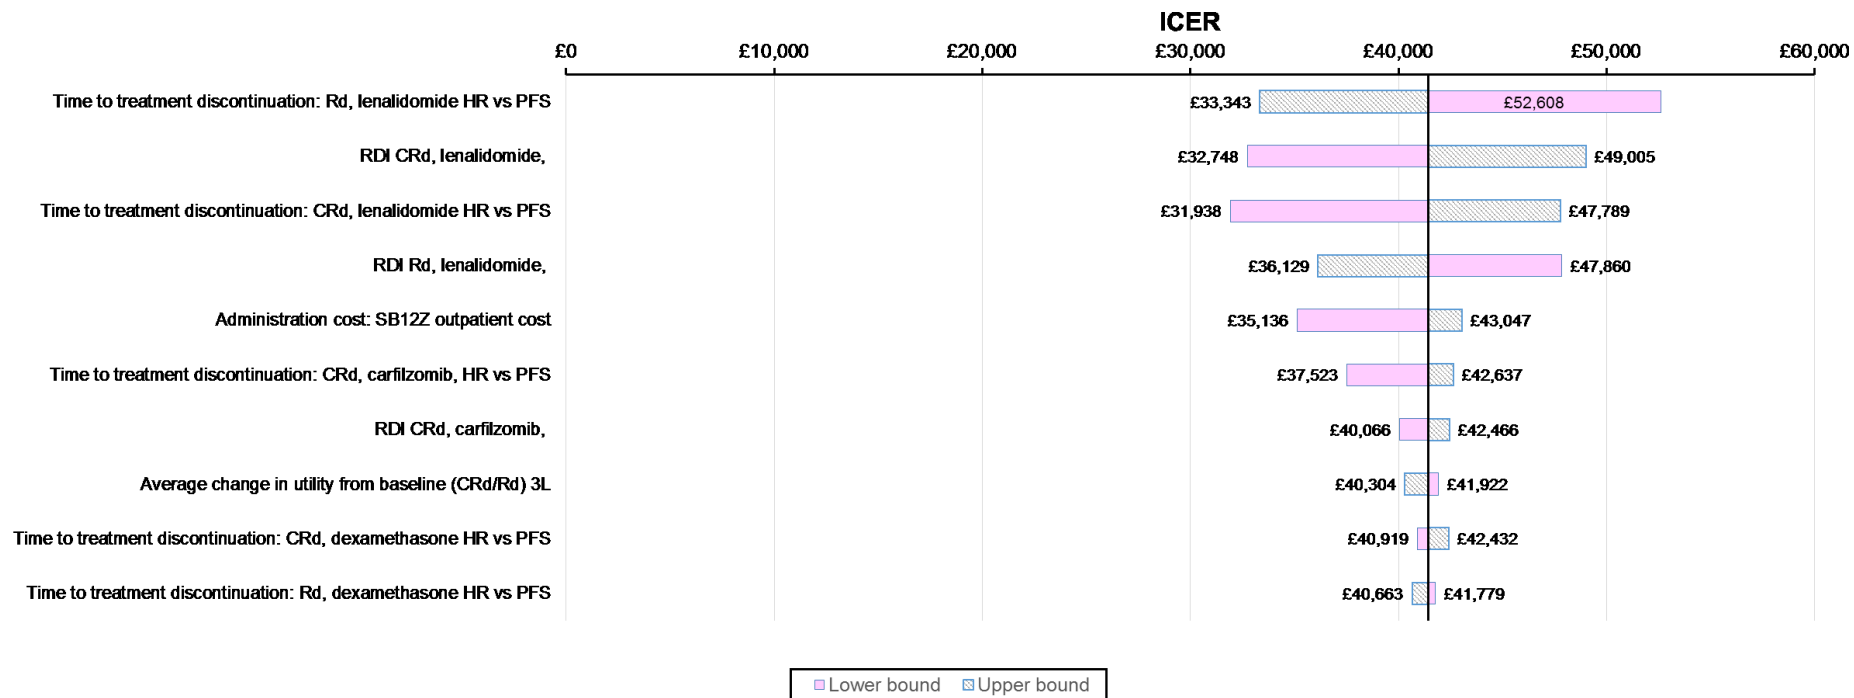 ICER
£0 £10,000 £20,000 £30,000 £40,000 £50,000 £60,000
Time to treatment discontinuation: Rd, lenalidomide HR vs PFS £33,343 £52,608
RDI CRd, lenalidomide, £32,748 £49,005
Time to treatment discontinuation: CRd, lenalidomide HR vs PFS £31,938 £47,789
RDI Rd, lenalidomide, £36,129 £47,860
Administration cost: SB12Z outpatient cost £35,136 £43,047
Time to treatment discontinuation: CRd, carfilzomib, HR vs PFS £37,523 £42,637
RDI CRd, carfilzomib, £40,066 £42,466
Average change in utility from baseline (CRd/Rd) 3L £40,304 £41,922
Time to treatment discontinuation: CRd, dexamethasone HR vs PFS £40,919 £42,432
Time to treatment discontinuation: Rd, dexamethasone HR vs PFS £40,663 £41,779
Lower bound Upper bound